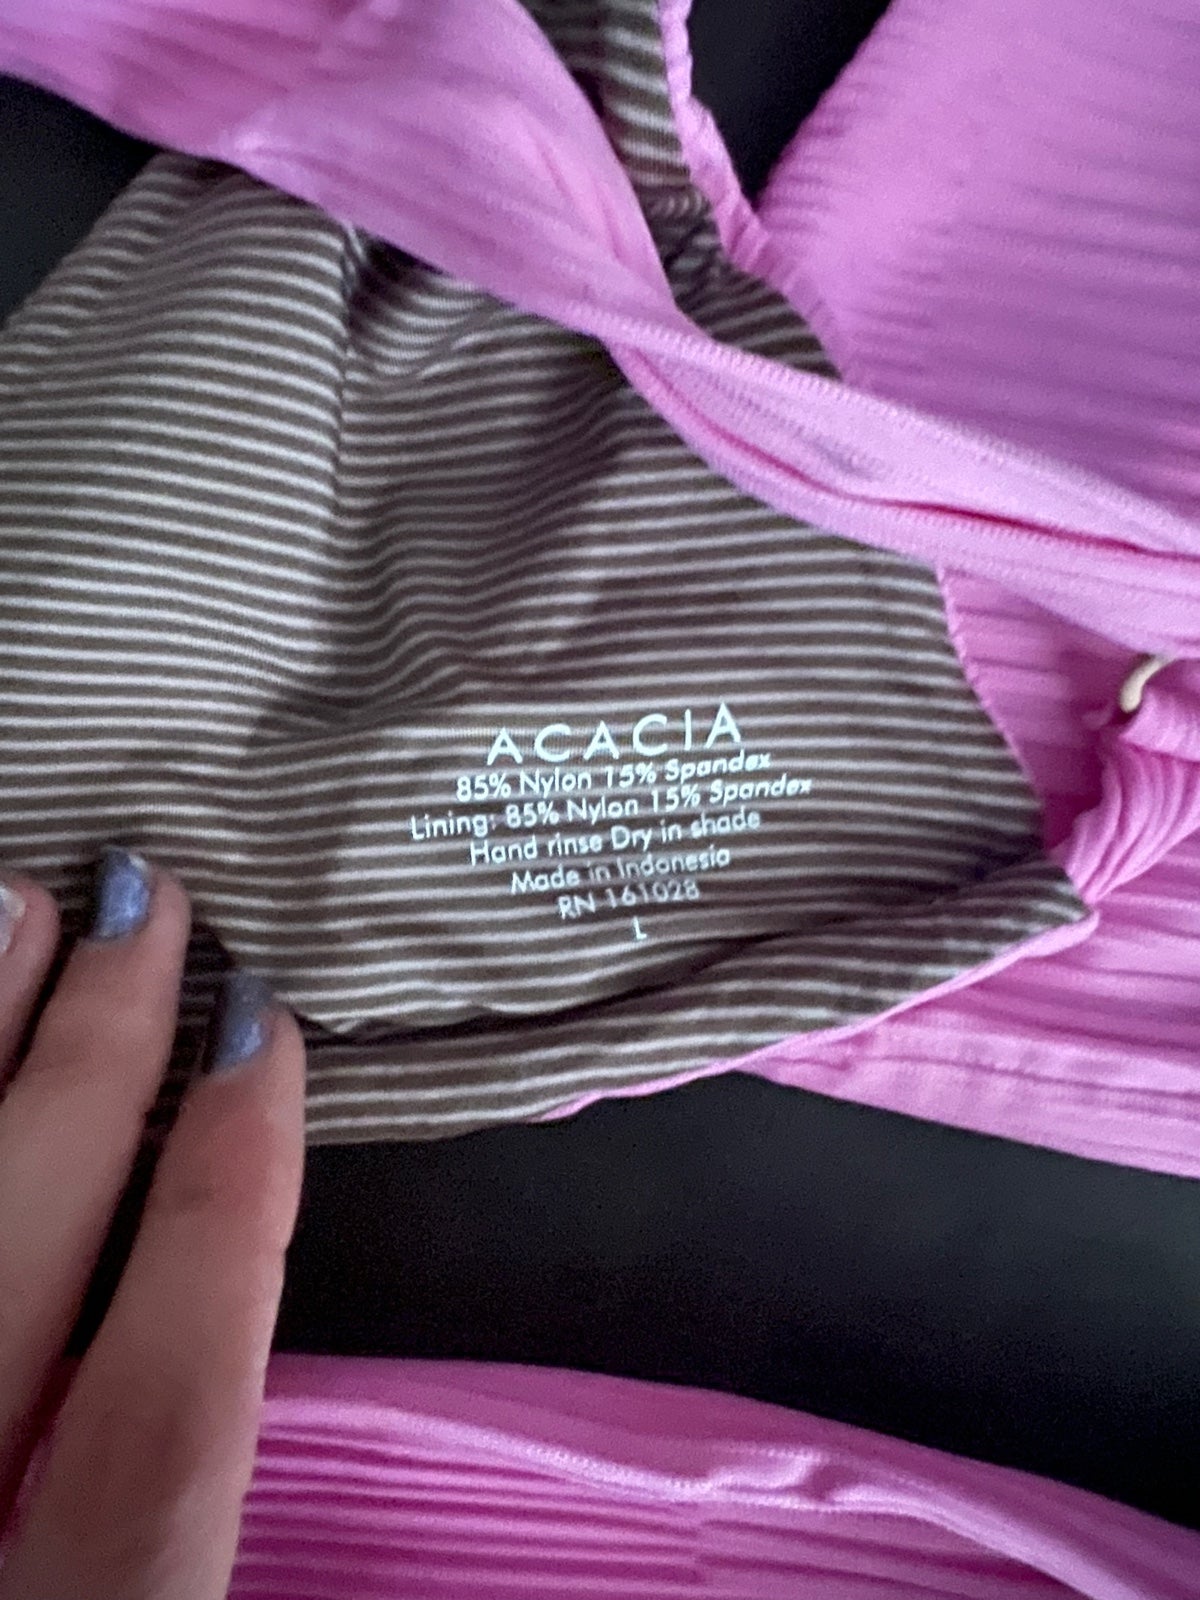 ACACIA
85% Nylon 15% Spandex
Lining: 85% Nylon 15% Spandex
Hand rinse Dry in shade
Made in Indonesia
RN 161028
L